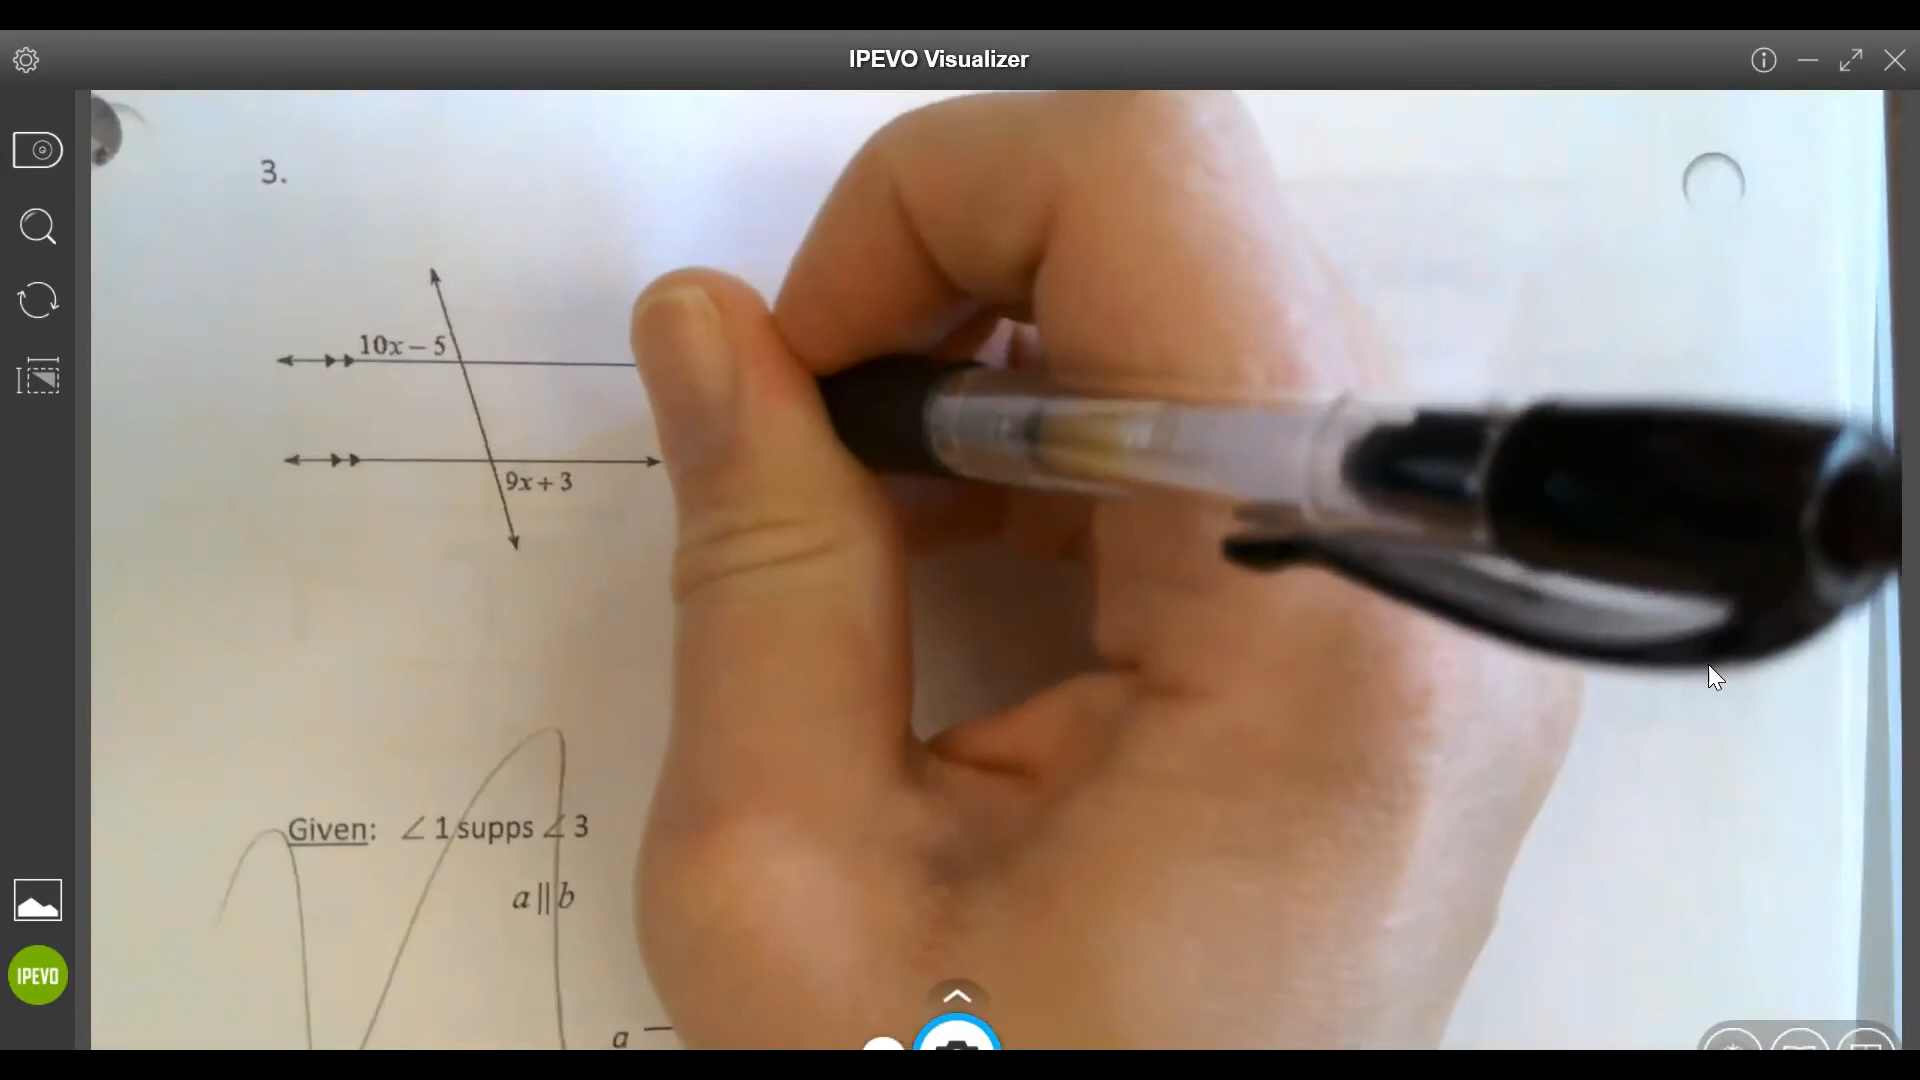 IPEVO Visualizer
3.
10x – 5
9x + 3
Given: ∠ 1 supps ∠ 3
a || b
IPEVO
a